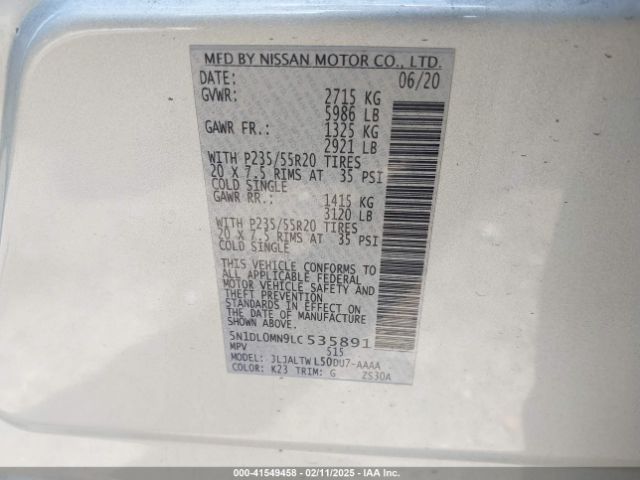 MFD BY NISSAN MOTOR CO., LTD.
DATE: 06/20
GVWR: 2715 KG
5986 LB
GAWR FR.: 1325 KG
2921 LB
WITH P235/55R20 TIRES
20 X 7.5 RIMS AT 35 PSI
COLD SINGLE
GAWR RR.: 1415 KG
3120 LB
WITH P235/55R20 TIRES
20 X 7.5 RIMS AT 35 PSI
COLD SINGLE
THIS VEHICLE CONFORMS TO
ALL APPLICABLE FEDERAL
MOTOR VEHICLE SAFETY AND
THEFT PREVENTION
STANDARDS IN EFFECT ON
THE DATE OF MANUFACTURE
SHOWN ABOVE.
5N1DL0MN9LC 535891
MPV 515
MODEL: JLJALTWL50DU7-AAAA
COLOR: K23 TRIM: G ZS30A
000-41549458 - 02/11/2025 - IAAI